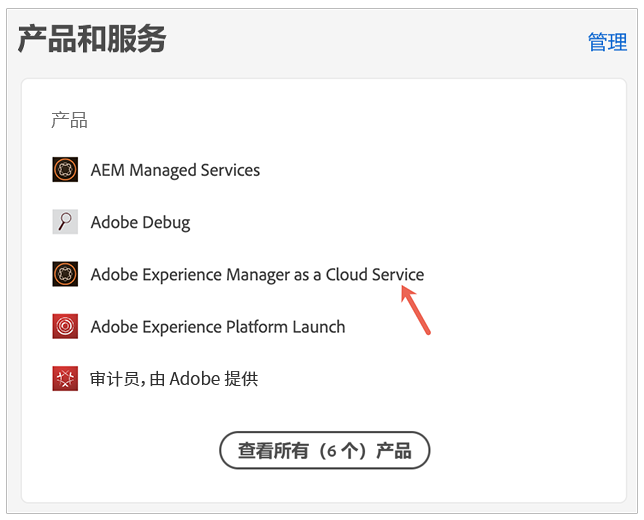 产品和服务
管理
产品
AEM Managed Services
Adobe Debug
Adobe Experience Manager as a Cloud Service
Adobe Experience Platform Launch
审计员，由 Adobe 提供
查看所有（6 个）产品